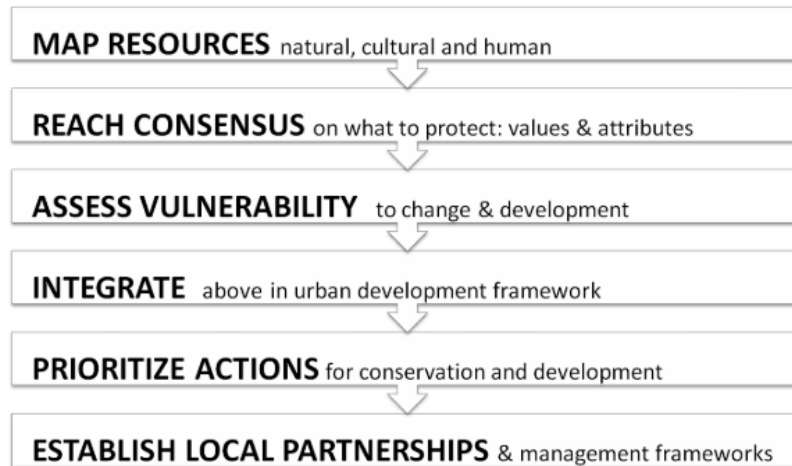 MAP RESOURCES natural, cultural and human
REACH CONSENSUS on what to protect: values & attributes
ASSESS VULNERABILITY to change & development
INTEGRATE above in urban development framework
PRIORITIZE ACTIONS for conservation and development
ESTABLISH LOCAL PARTNERSHIPS & management frameworks